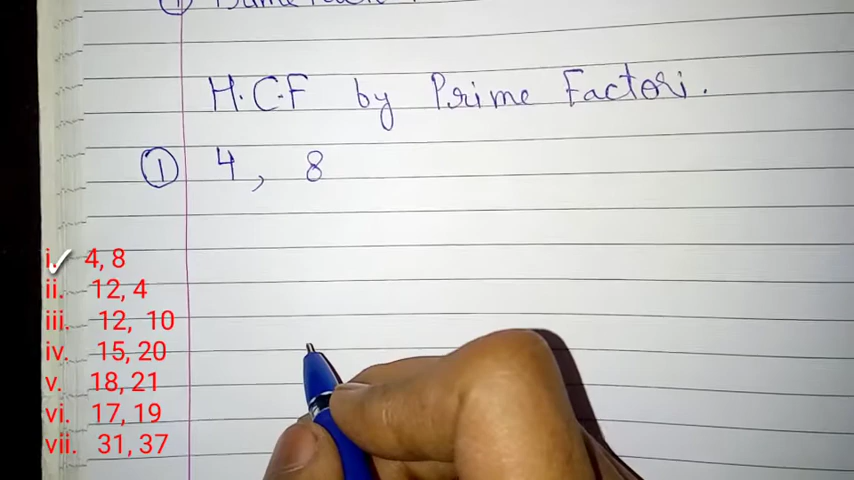 H.C.F by Prime Factori.
① 4, 8
i. 4, 8
ii. 12, 4
iii. 12, 10
iv. 15, 20
v. 18, 21
vi. 17, 19
vii. 31, 37